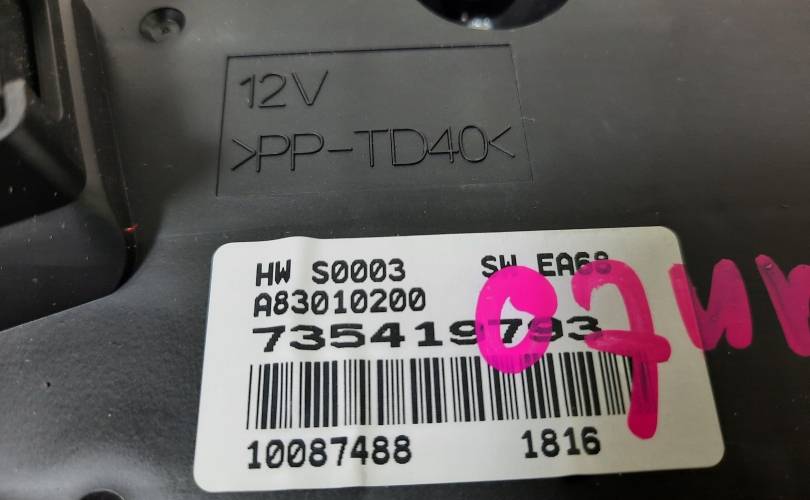 12V
>PP-TD40<
HW S0003 SW EA68
A83010200
735419793
10087488 1816